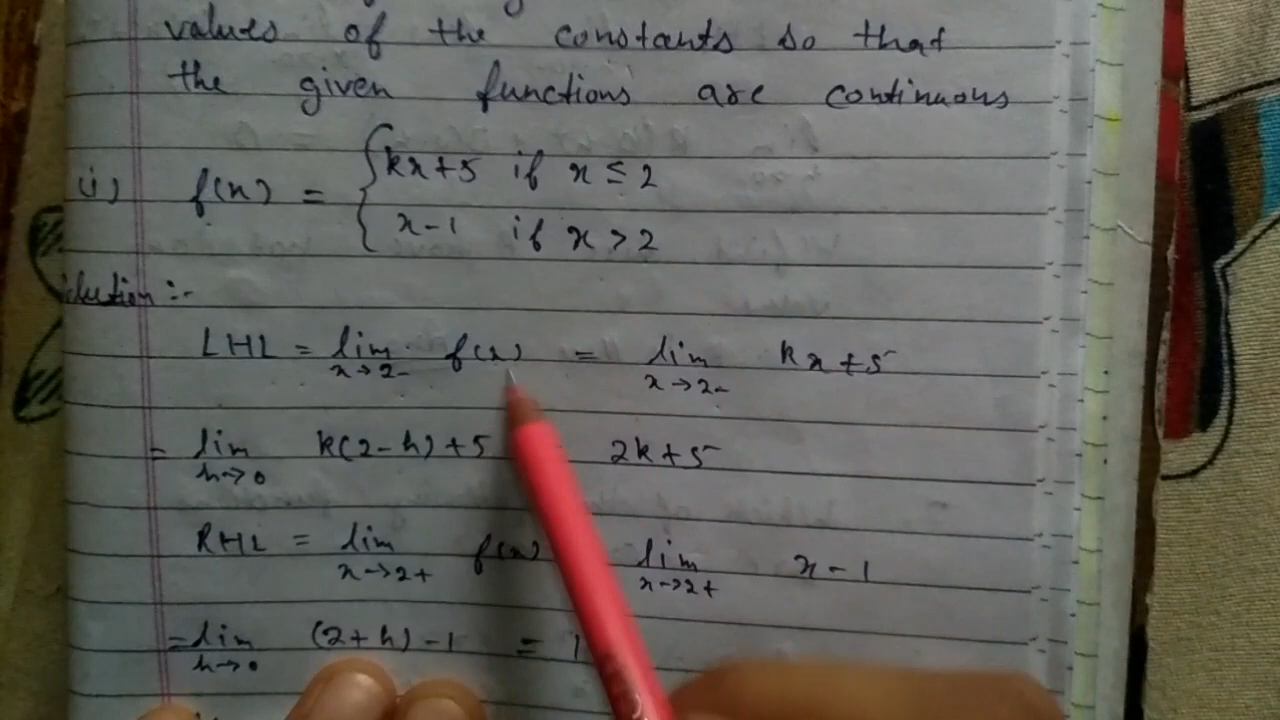 values of the constants so that
the given functions are continuous
(i) f(x) = { kx+5 if x ≤ 2
x-1 if x > 2
olution :-
LHL = lim x→2- f(x) = lim x→2- kx+5
= lim h→0 k(2-h)+5 2k+5
RHL = lim x→2+ f(x) lim x→2+ x-1
= lim h→0 (2+h)-1 = 1